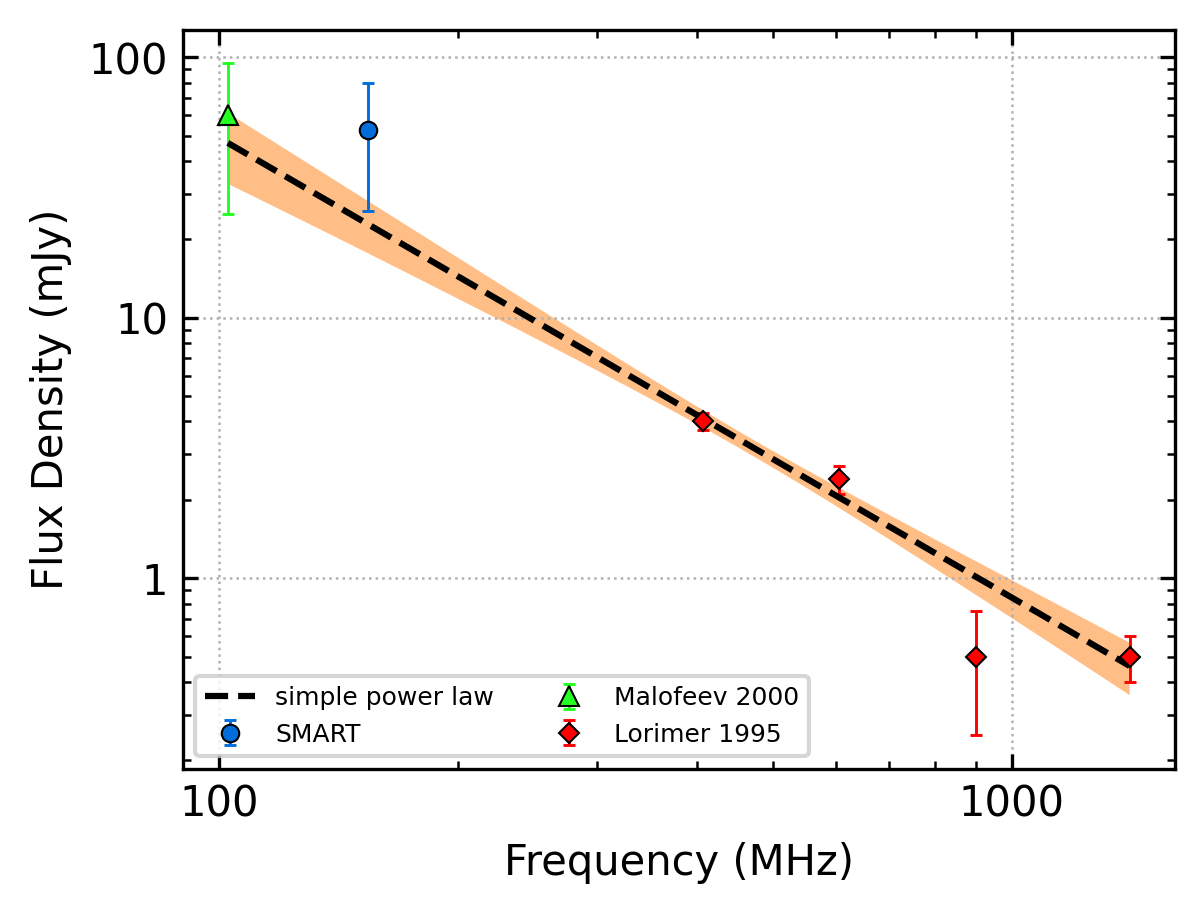 100
10
1
Flux Density (mJy)
simple power law
SMART
Malofeev 2000
Lorimer 1995
100
1000
Frequency (MHz)